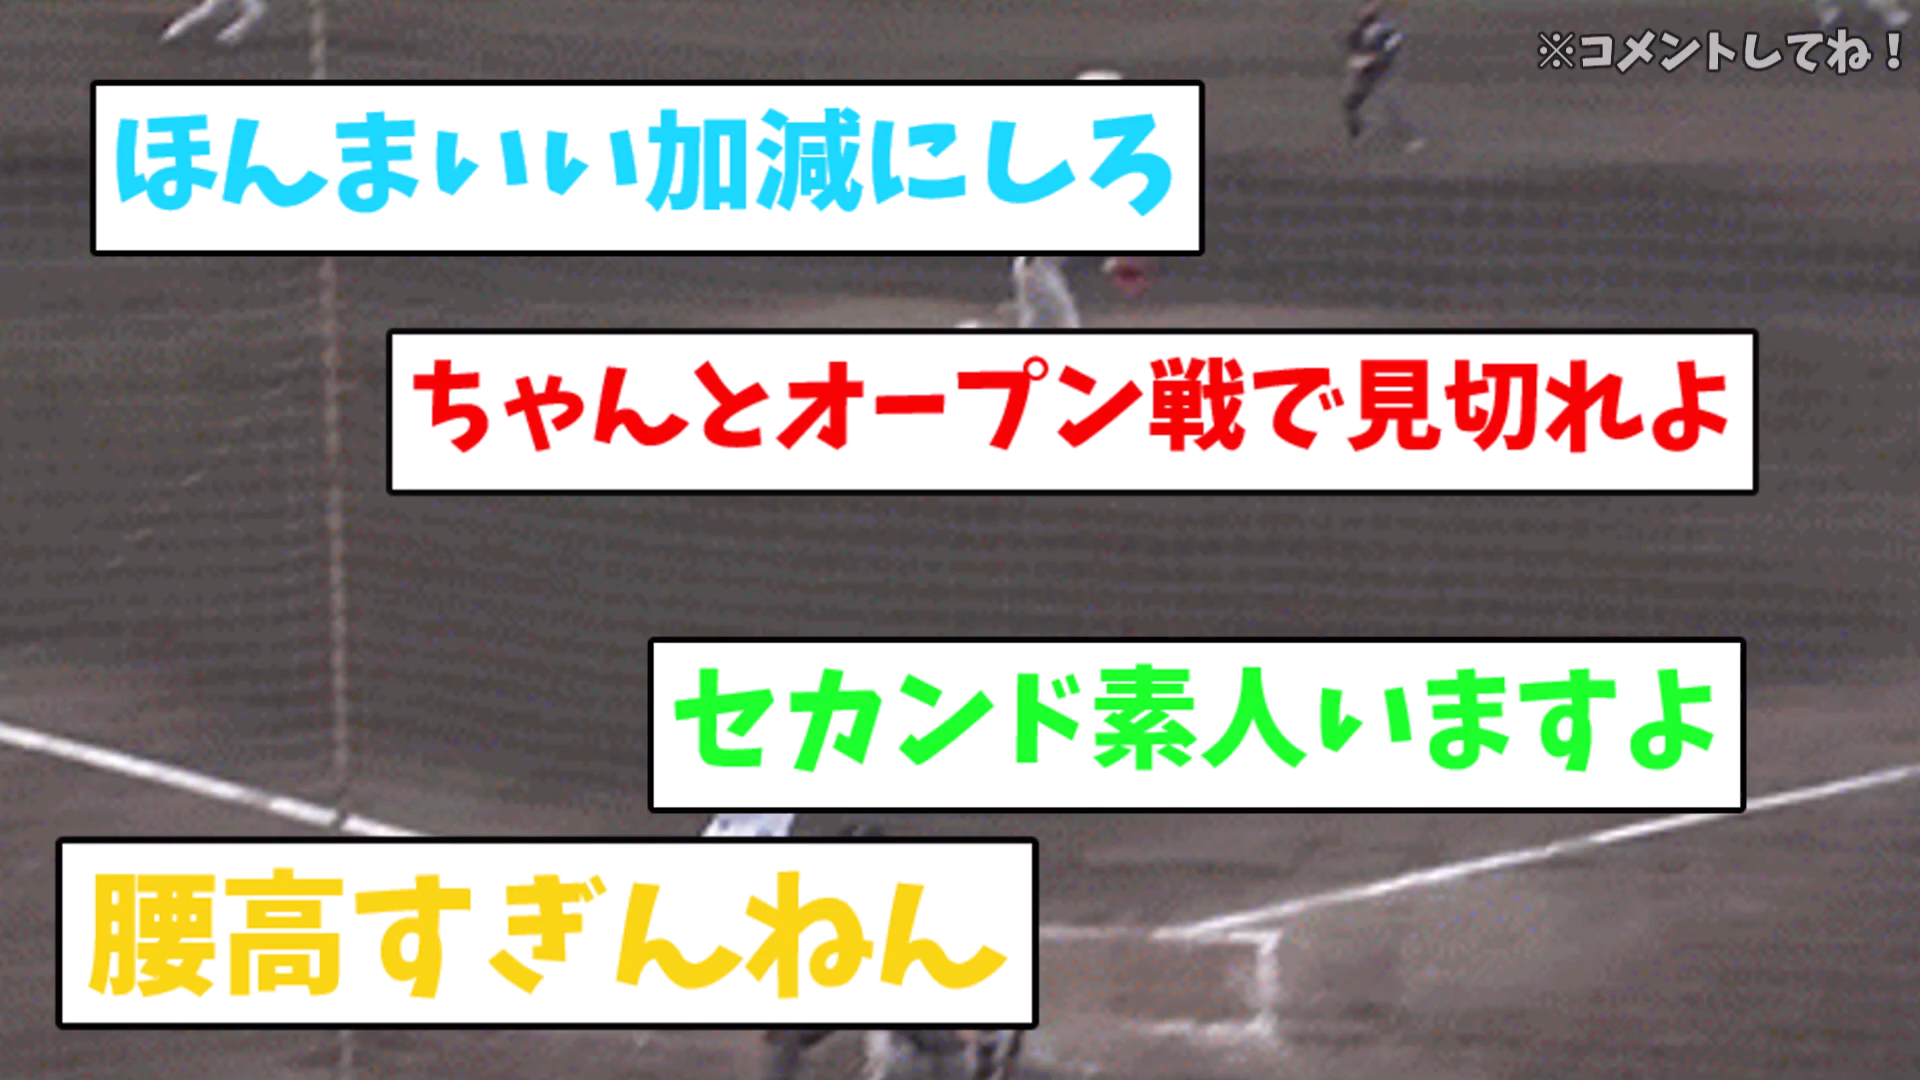 ※コメントしてね！
ほんまいい加減にしろ
ちゃんとオープン戦で見切れよ
セカンド素人いますよ
腰高すぎんねん